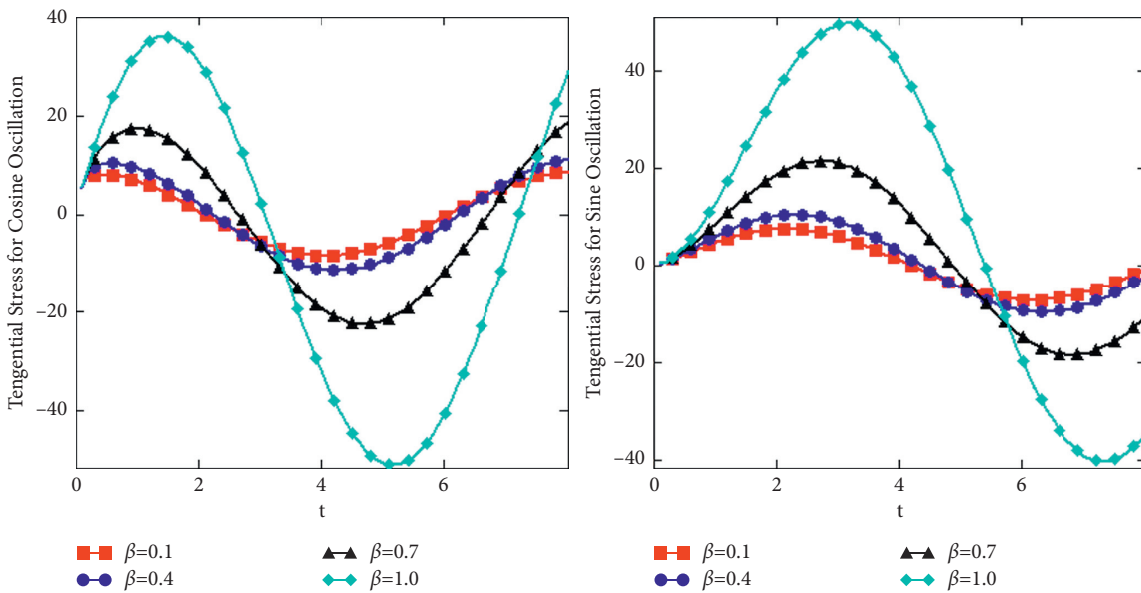 Tengential Stress for Cosine Oscillation
40
20
0
−20
−40
0
2
4
6
t
β=0.1
β=0.4
β=0.7
β=1.0
Tengential Stress for Sine Oscillation
40
20
0
−20
−40
0
2
4
6
t
β=0.1
β=0.4
β=0.7
β=1.0